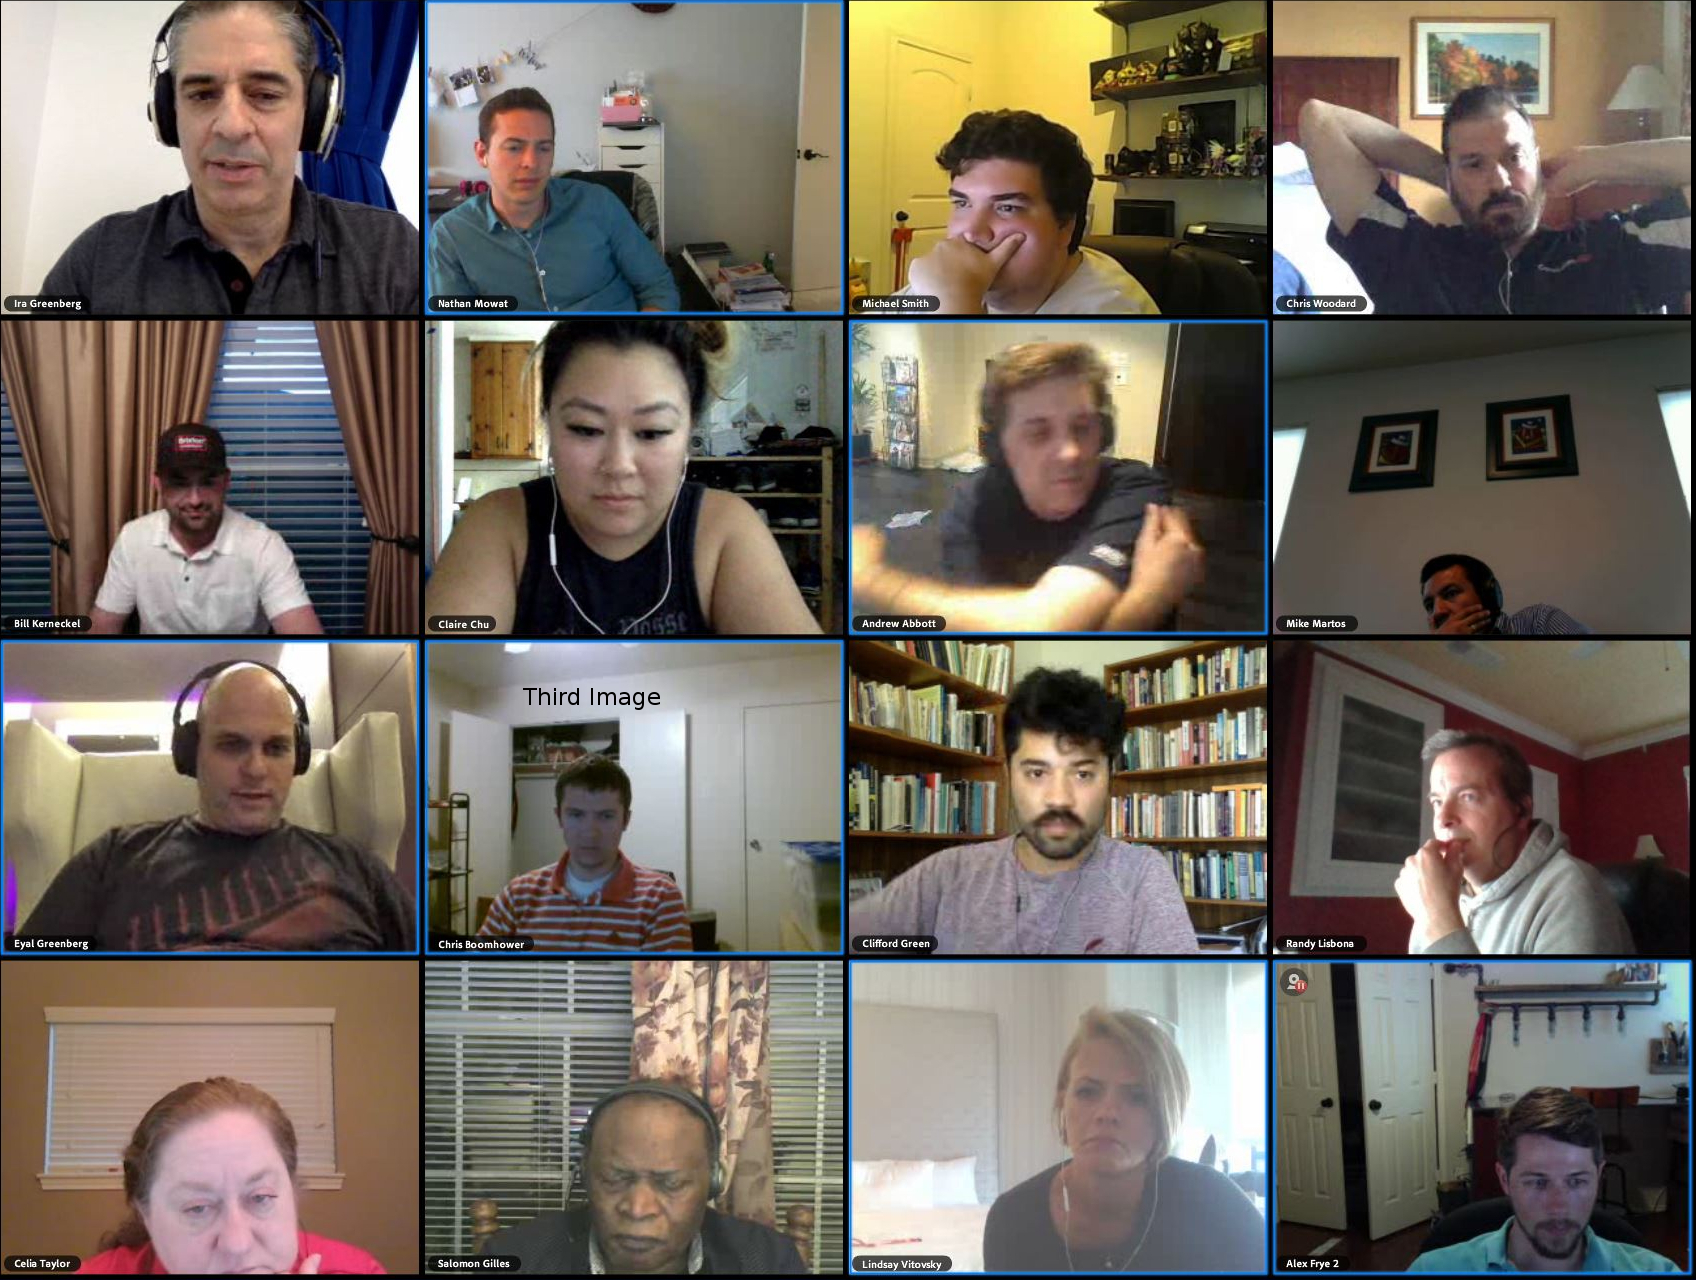 Ira Greenberg
Nathan Mowat
Michael Smith
Chris Woodard
Bill Kerneckel
Claire Chu
Andrew Abbott
Mike Martos
Third Image
Eyal Greenberg
Chris Boomhower
Clifford Green
Randy Lisbona
Celia Taylor
Salomon Gilles
Lindsay Vitovsky
Alex Frye 2